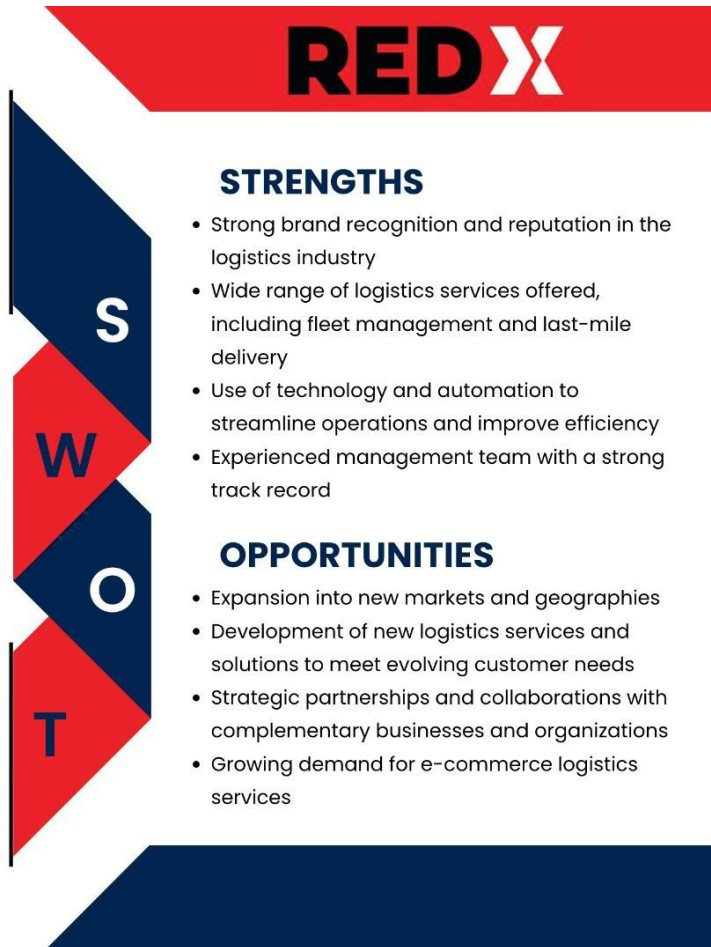 REDX
STRENGTHS
• Strong brand recognition and reputation in the
logistics industry
• Wide range of logistics services offered,
including fleet management and last-mile
delivery
• Use of technology and automation to
streamline operations and improve efficiency
• Experienced management team with a strong
track record
OPPORTUNITIES
• Expansion into new markets and geographies
• Development of new logistics services and
solutions to meet evolving customer needs
• Strategic partnerships and collaborations with
complementary businesses and organizations
• Growing demand for e-commerce logistics
services
S
W
O
T